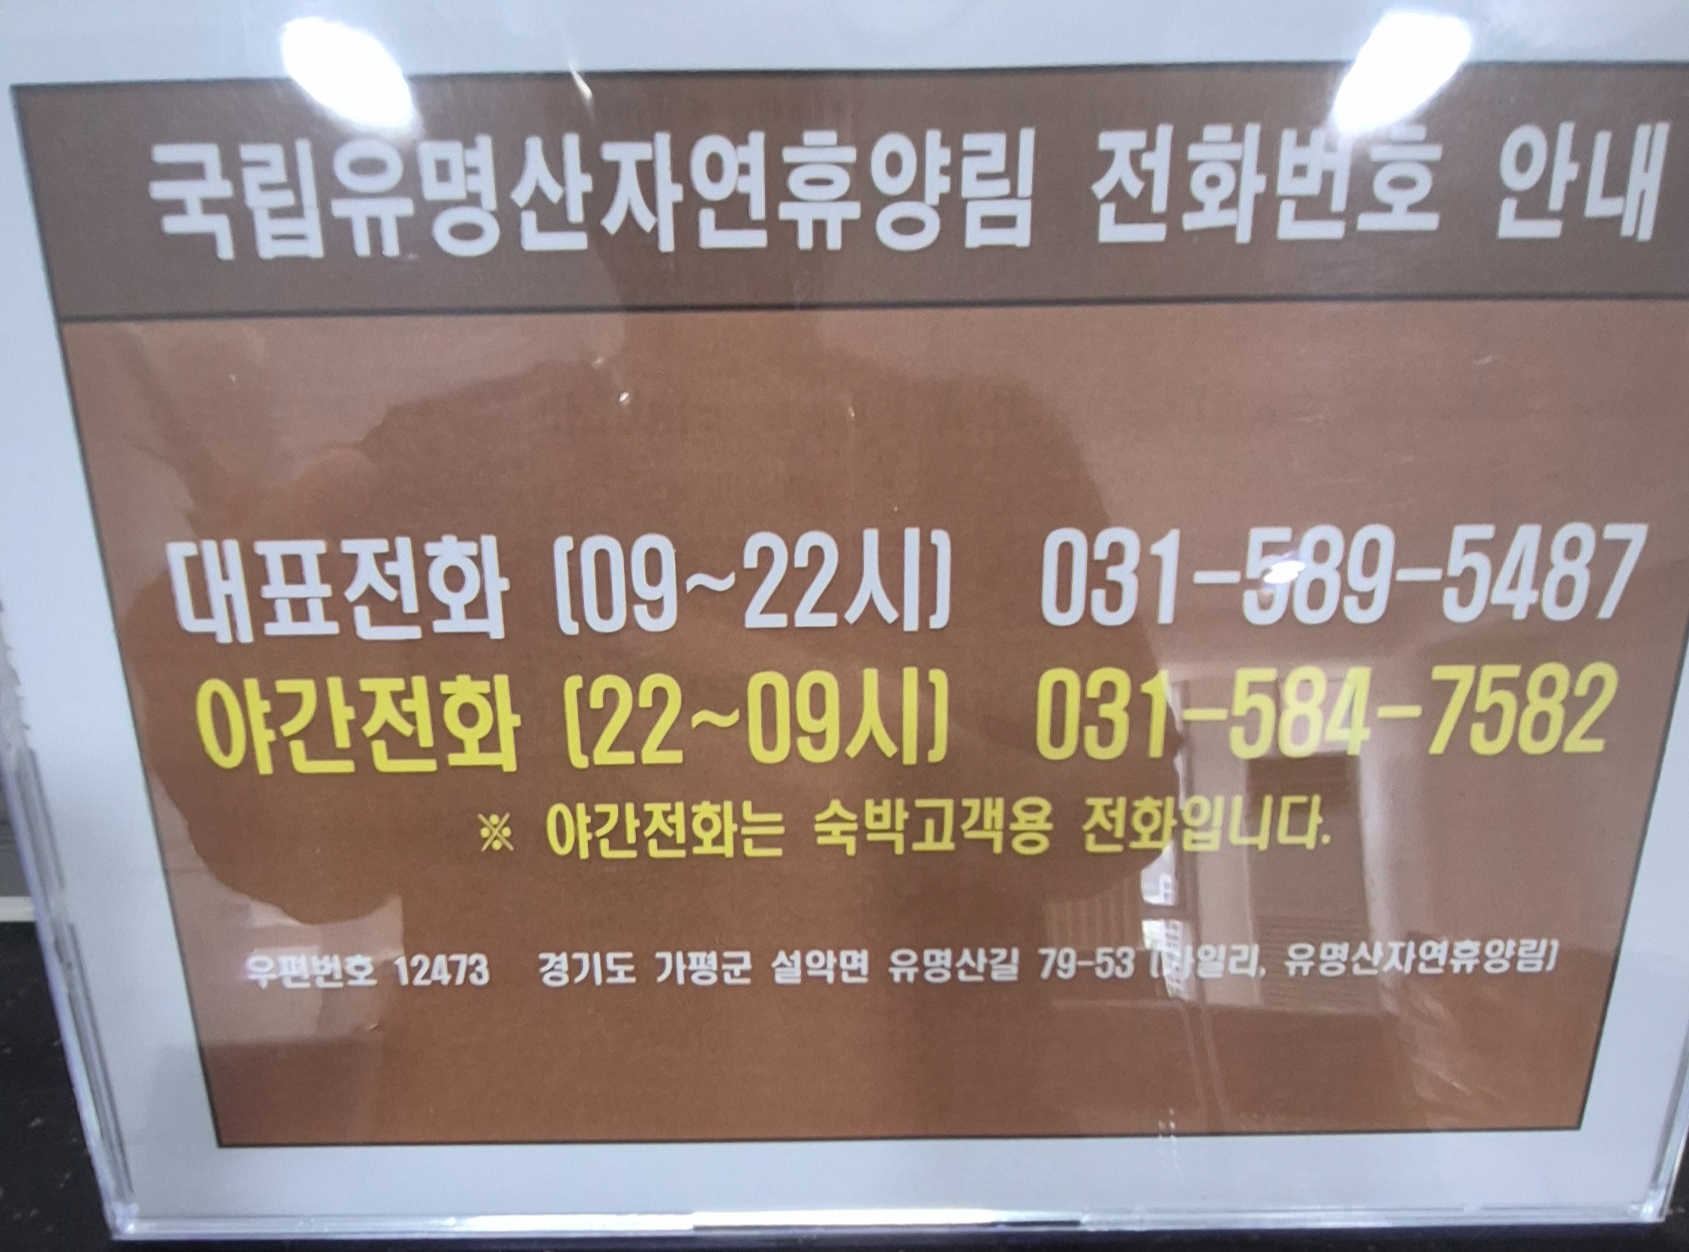 국립유명산자연휴양림 전화번호 안내
대표전화 (09~22시) 031-589-5487
야간전화 (22~09시) 031-584-7582
※ 야간전화는 숙박고객용 전화입니다.
우편번호 12473 경기도 가평군 설악면 유명산길 79-53 (가일리, 유명산자연휴양림)